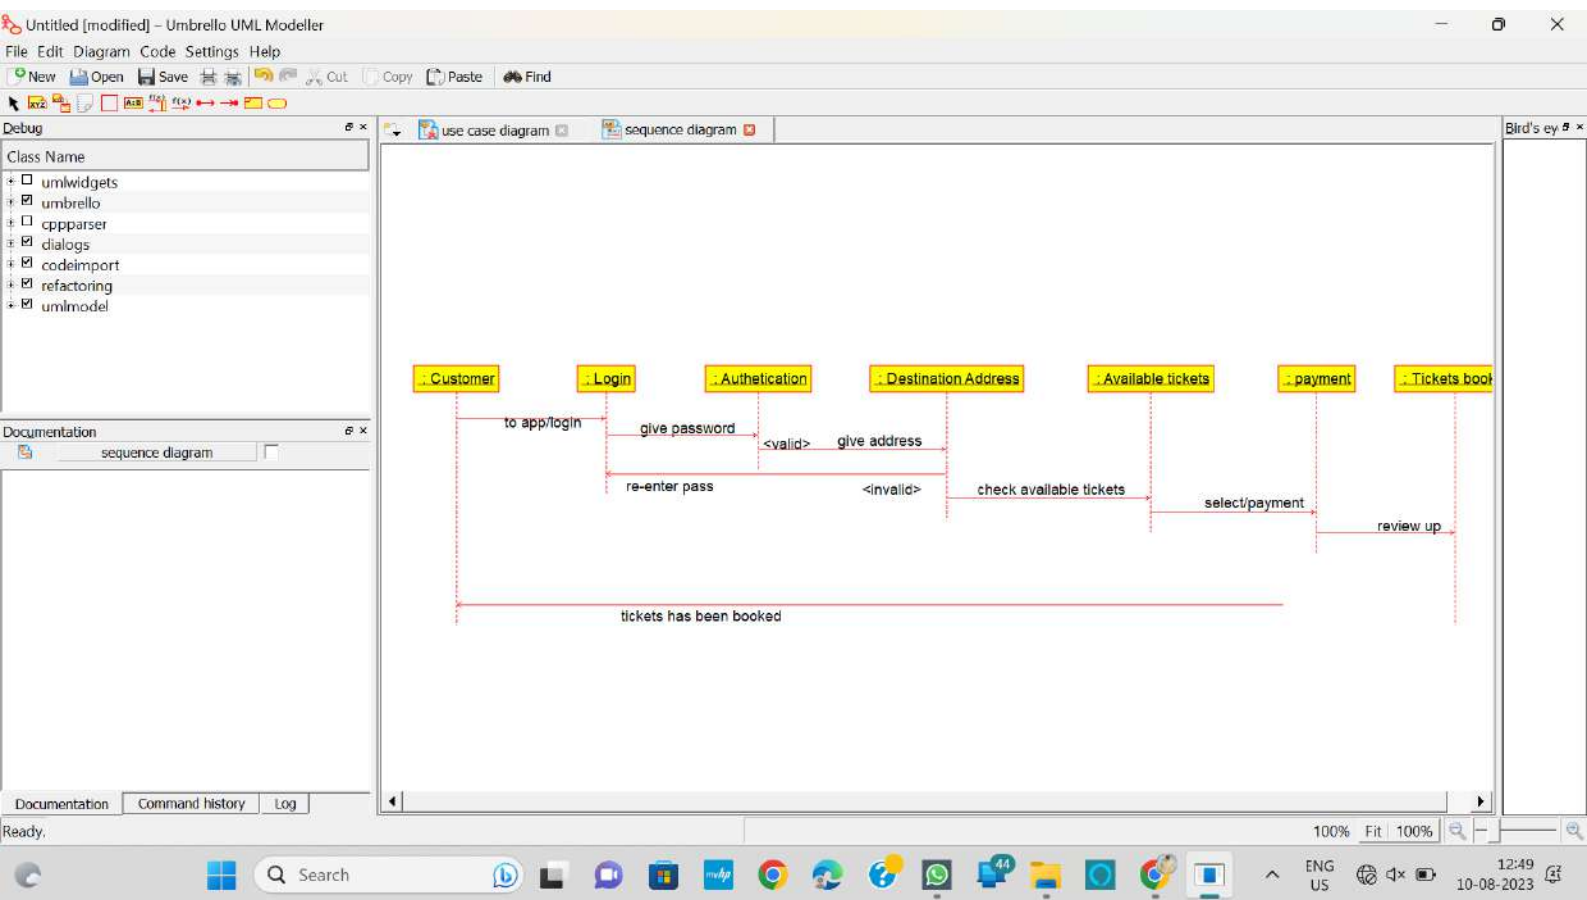 Untitled [modified] – Umbrello UML Modeller
File Edit Diagram Code Settings Help
New Open Save Cut Copy Paste Find
Debug
Class Name
umlwidgets
umbrello
cppparser
dialogs
codeimport
refactoring
umlmodel
Documentation
sequence diagram
Documentation Command history Log
Ready.
use case diagram
sequence diagram
Bird's ey
: Customer
: Login
: Authetication
: Destination Address
: Available tickets
: payment
: Tickets book
to app/login
give password
<valid>
give address
re-enter pass
<invalid>
check available tickets
select/payment
review up
tickets has been booked
100% Fit 100%
Search
mvhp
44
ENG
US
12:49
10-08-2023